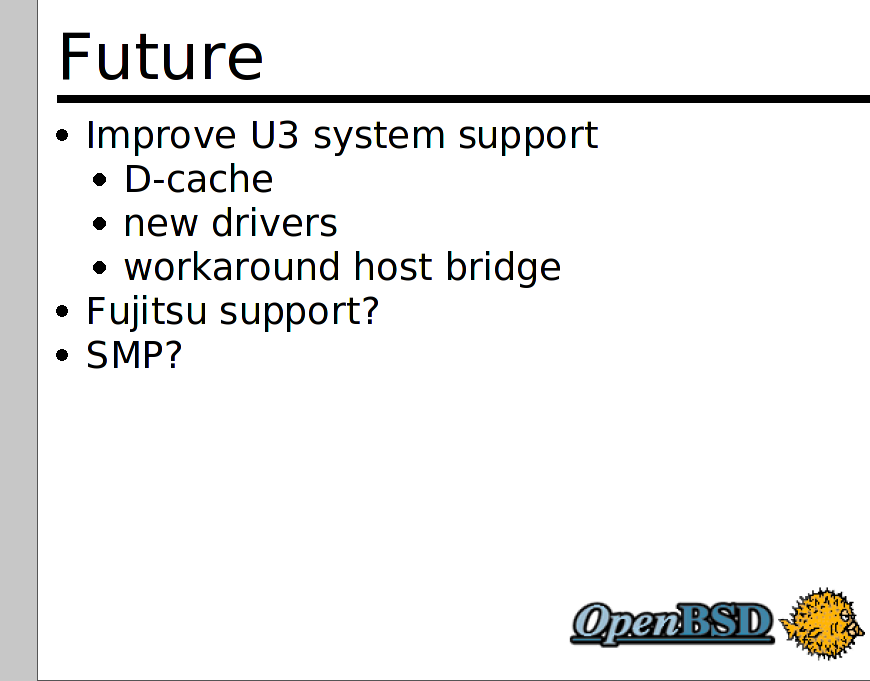 Future
• Improve U3 system support
• D-cache
• new drivers
• workaround host bridge
• Fujitsu support?
• SMP?
OpenBSD